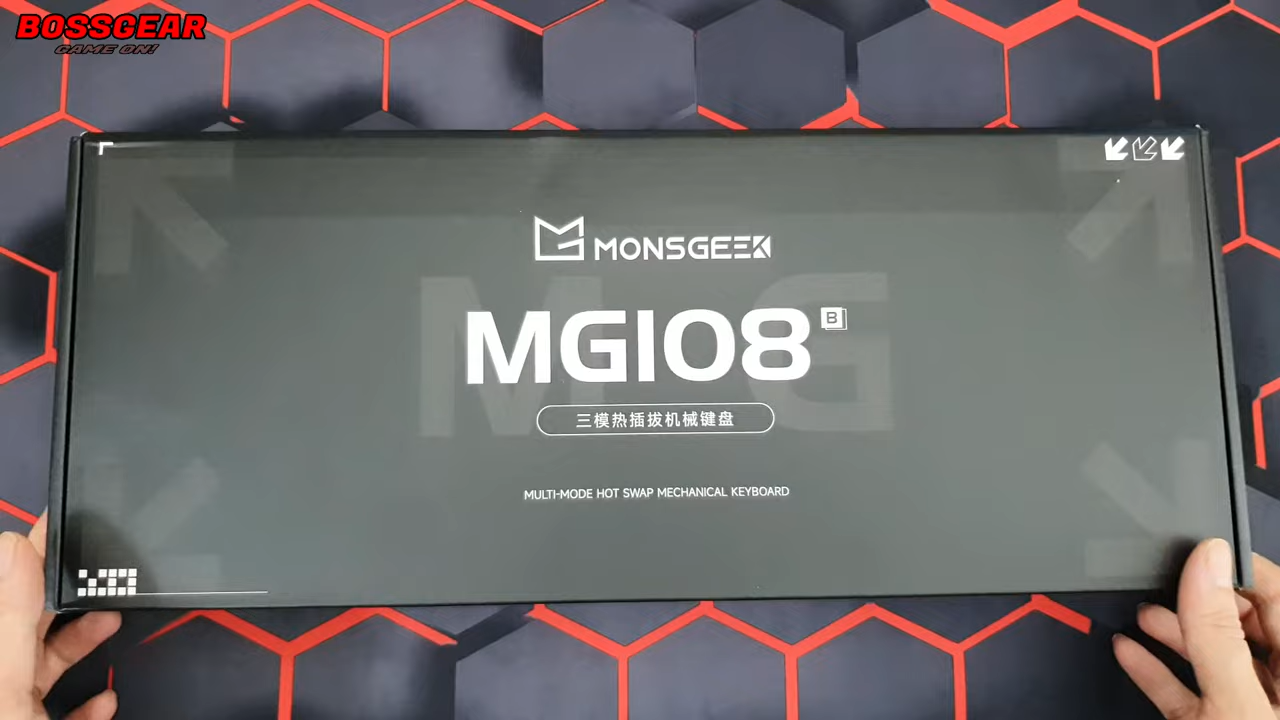 BOSSGEAR
GAME ON!
MONSGEEK
MG108 B
三模热插拔机械键盘
MULTI-MODE HOT SWAP MECHANICAL KEYBOARD
M G